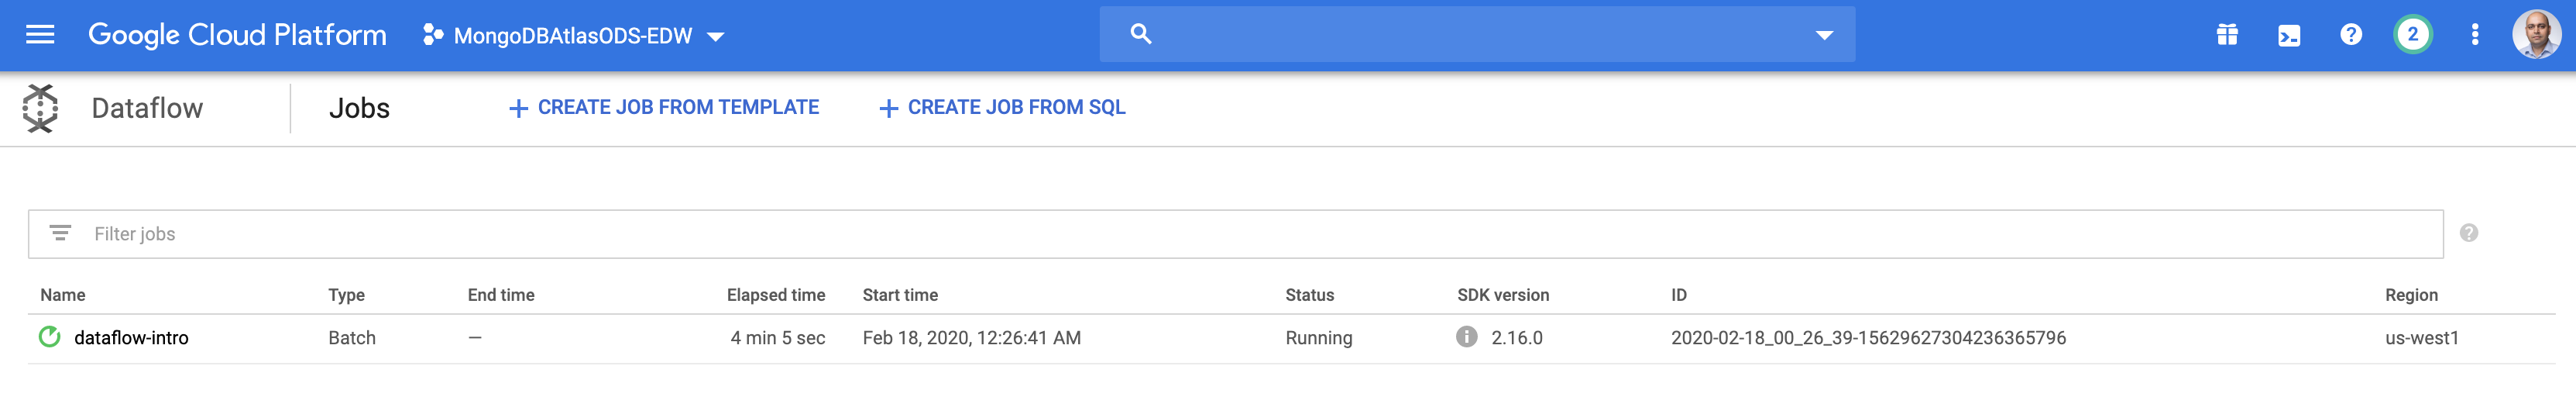 Google Cloud Platform MongoDBAtlasODS-EDW 2
Dataflow Jobs CREATE JOB FROM TEMPLATE CREATE JOB FROM SQL
Filter jobs
Name Type End time Elapsed time Start time Status SDK version ID Region
dataflow-intro Batch — 4 min 5 sec Feb 18, 2020, 12:26:41 AM Running 2.16.0 2020-02-18_00_26_39-15629627304236365796 us-west1